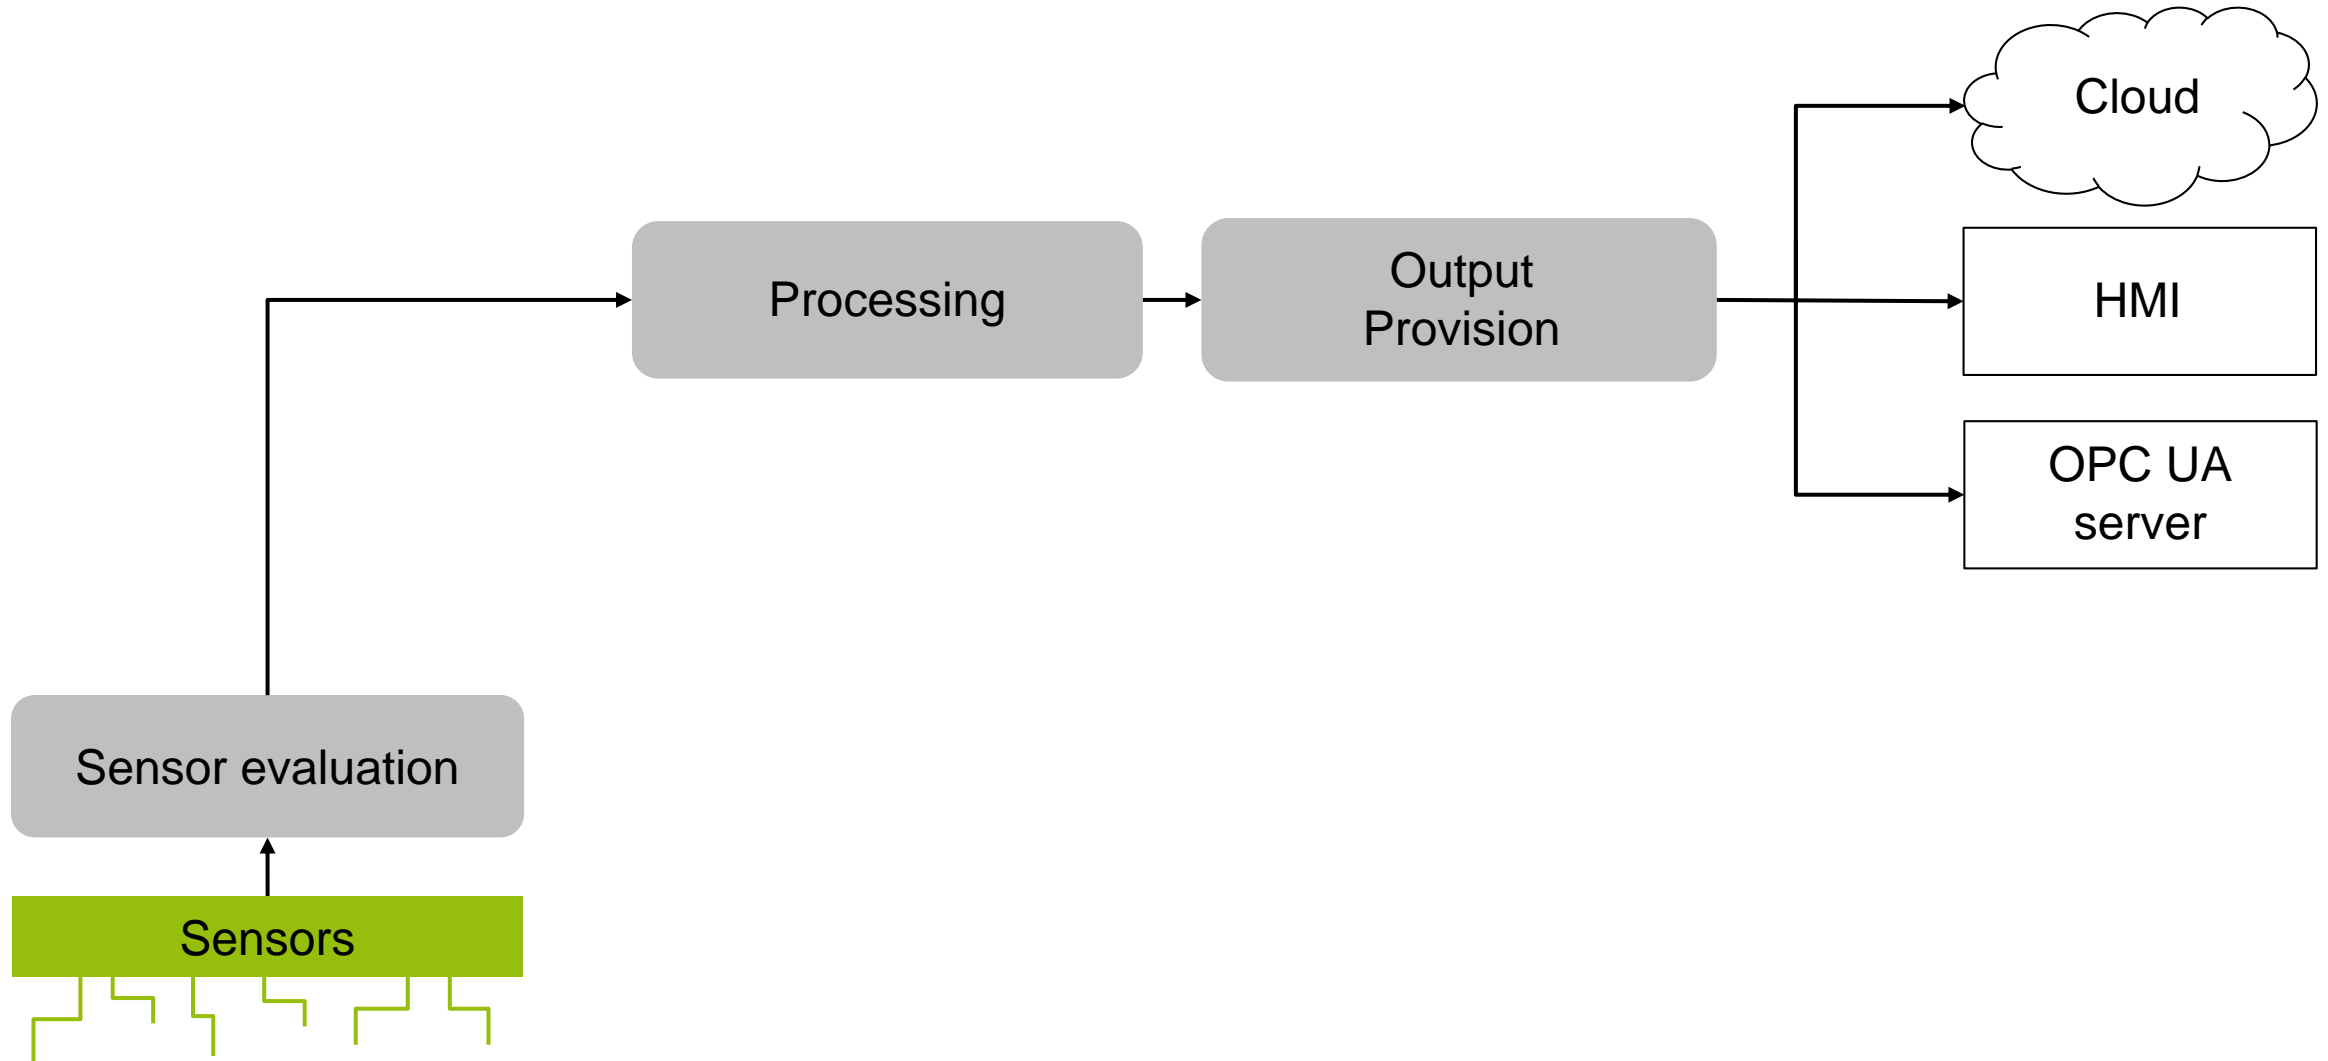 Cloud
Processing
Output
Provision
HMI
OPC UA
server
Sensor evaluation
Sensors